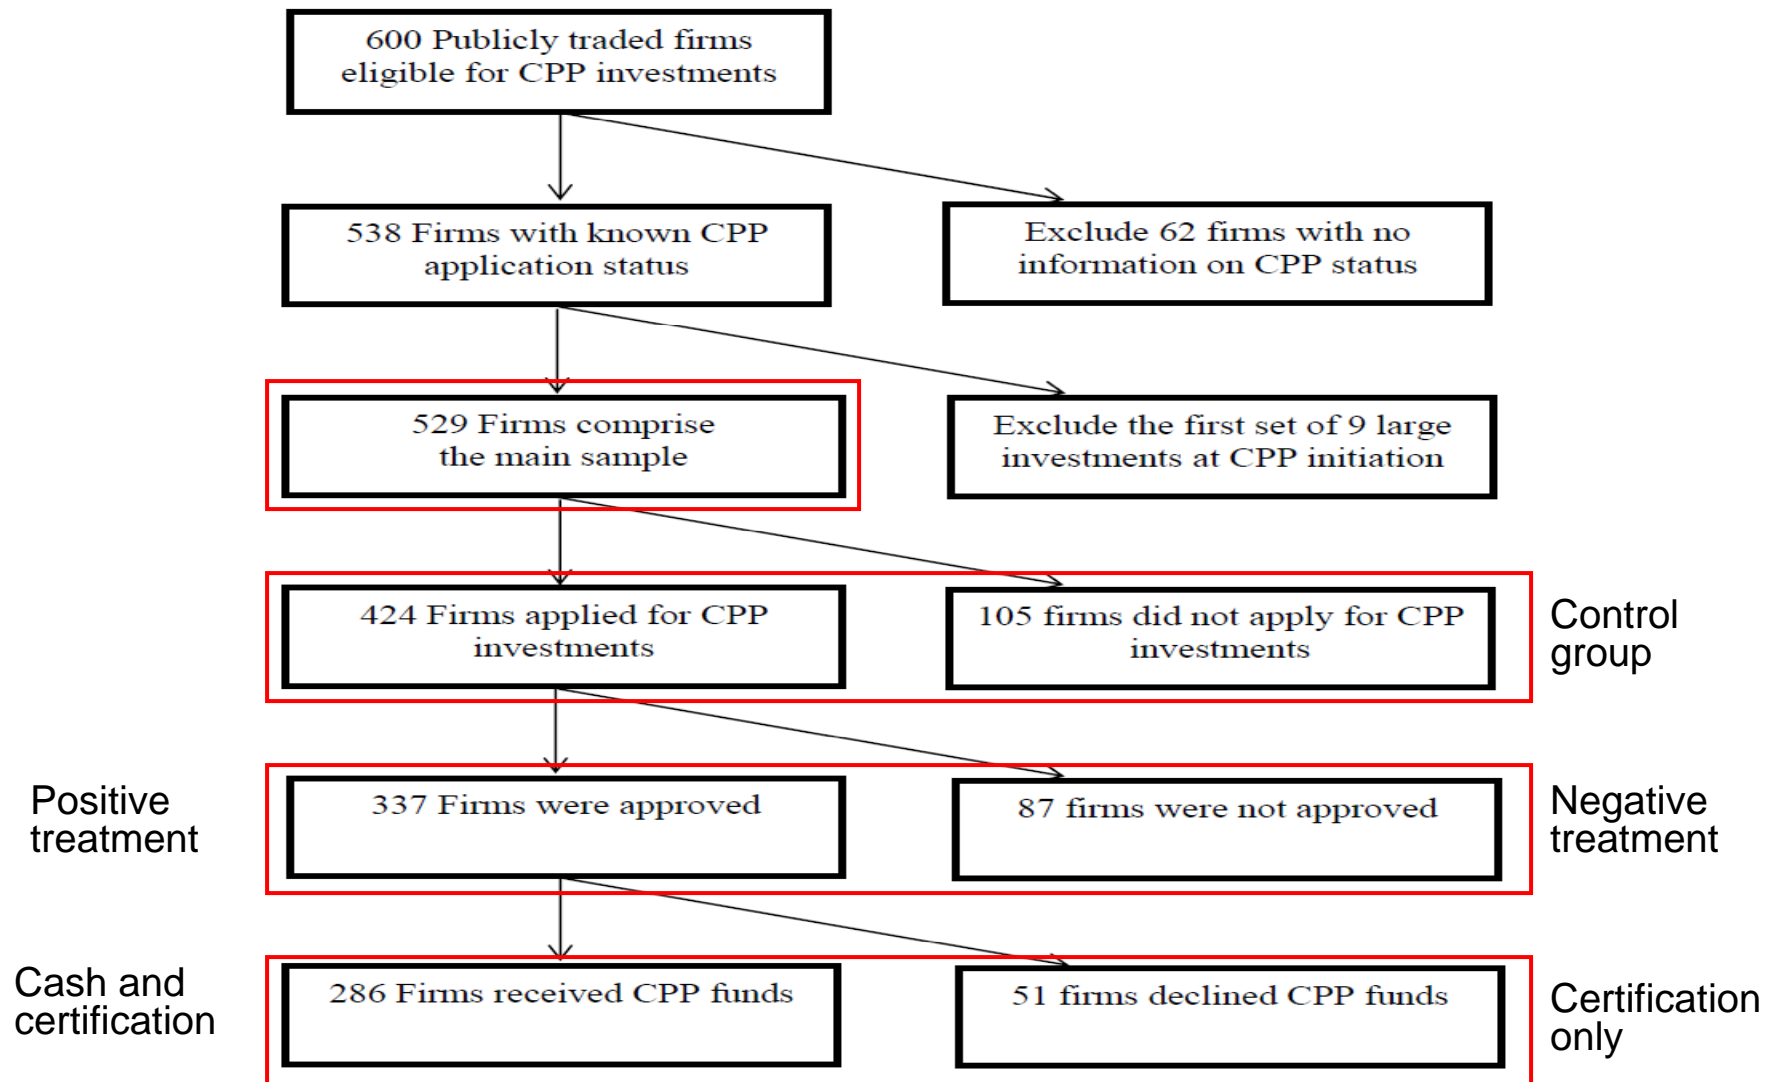 600 Publicly traded firms
eligible for CPP investments
538 Firms with known CPP
application status
Exclude 62 firms with no
information on CPP status
529 Firms comprise
the main sample
Exclude the first set of 9 large
investments at CPP initiation
424 Firms applied for CPP
investments
105 firms did not apply for CPP
investments
Control
group
Positive
treatment
337 Firms were approved
87 firms were not approved
Negative
treatment
Cash and
certification
286 Firms received CPP funds
51 firms declined CPP funds
Certification
only